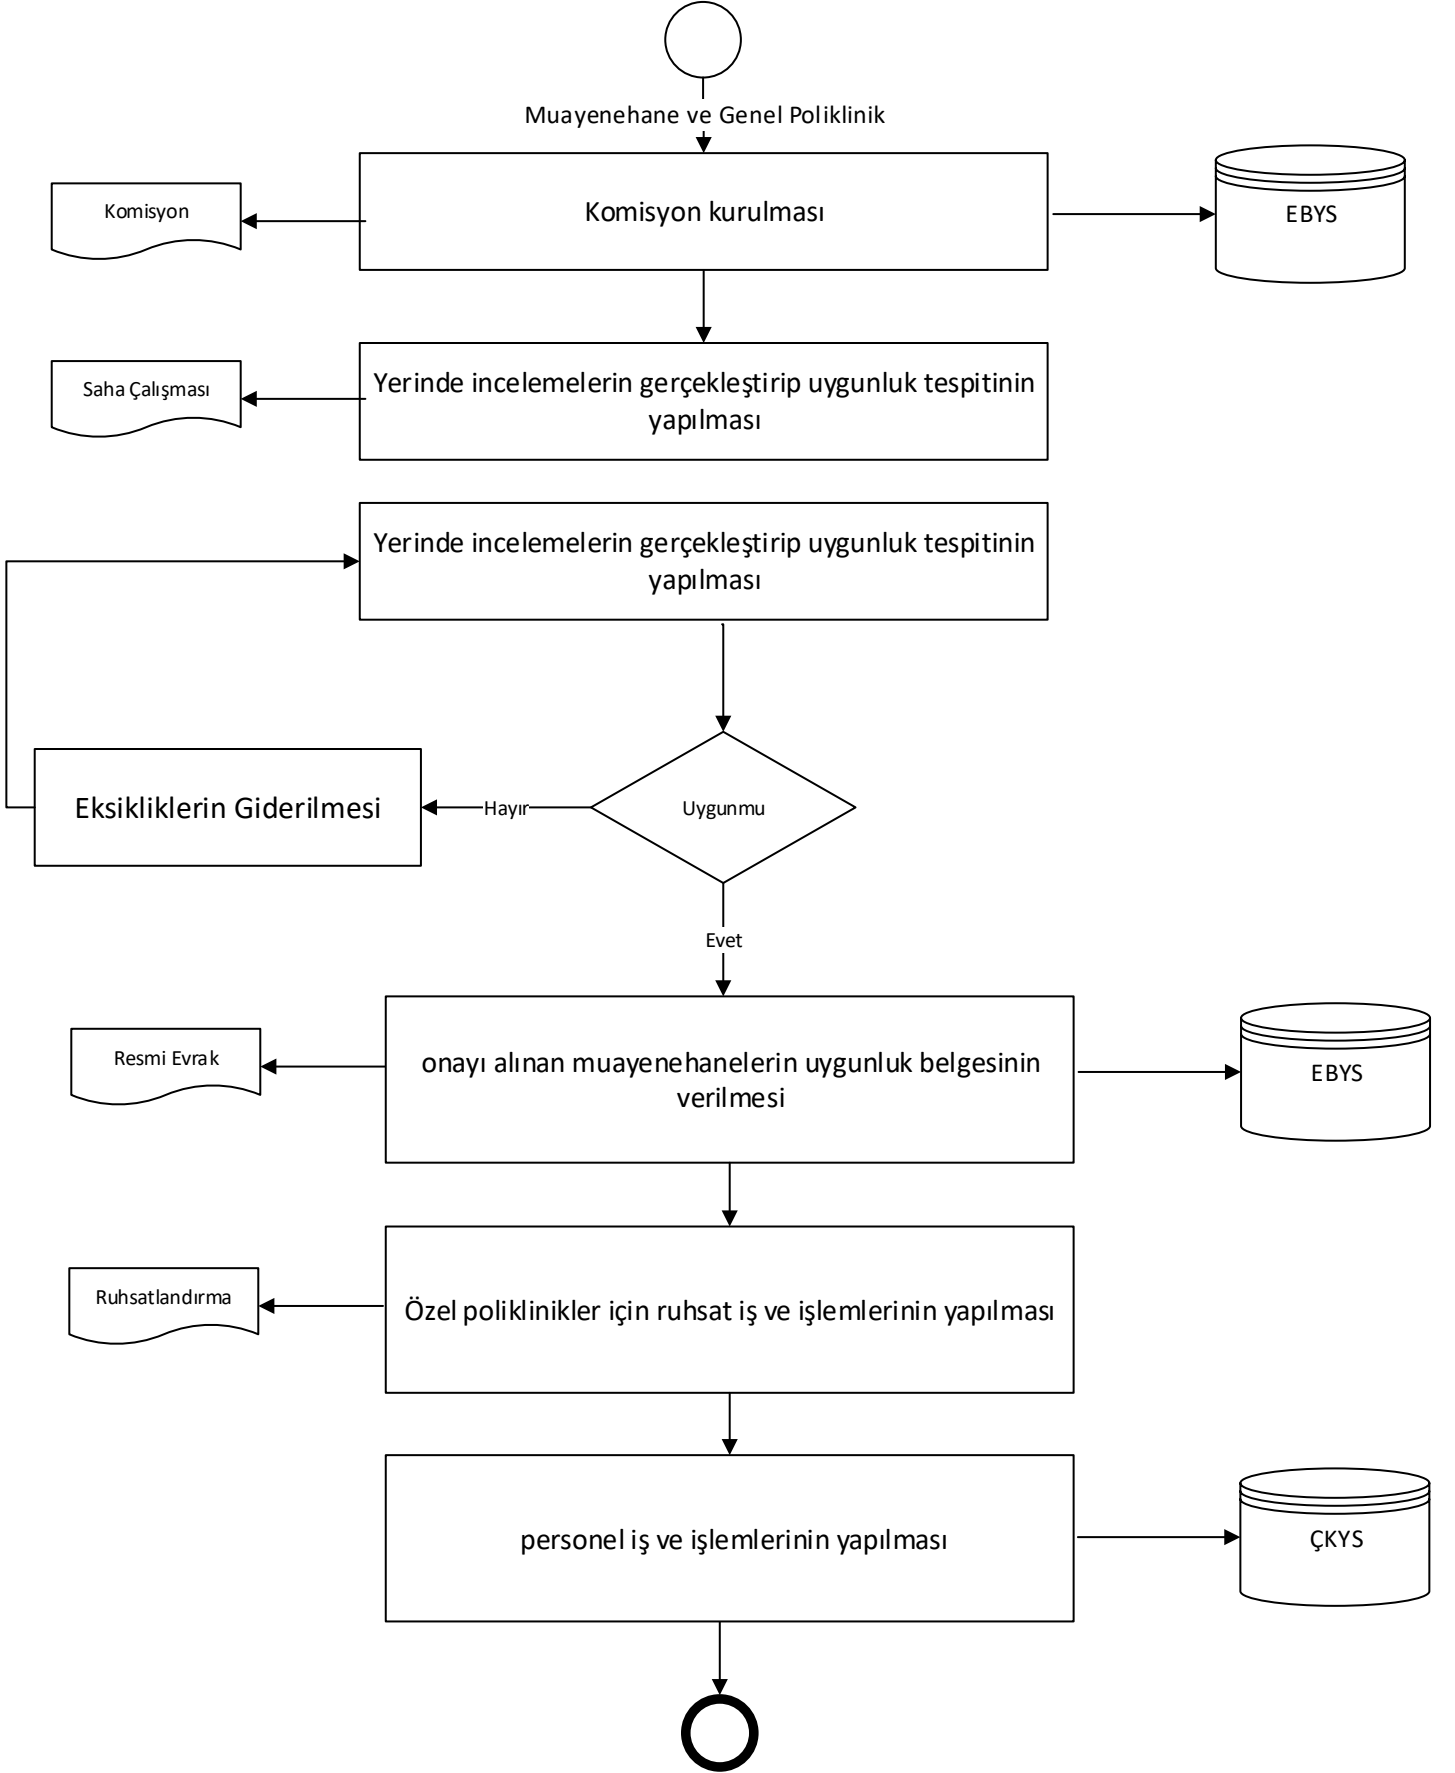 Muayenehane ve Genel Poliklinik
Komisyon
Komisyon kurulması
EBYS
Saha Çalışması
Yerinde incelemelerin gerçekleştirip uygunluk tespitinin
yapılması
Yerinde incelemelerin gerçekleştirip uygunluk tespitinin
yapılması
Eksikliklerin Giderilmesi
Hayır
Uygunmu
Evet
Resmi Evrak
onayı alınan muayenehanelerin uygunluk belgesinin
verilmesi
EBYS
Ruhsatlandırma
Özel poliklinikler için ruhsat iş ve işlemlerinin yapılması
personel iş ve işlemlerinin yapılması
ÇKYS